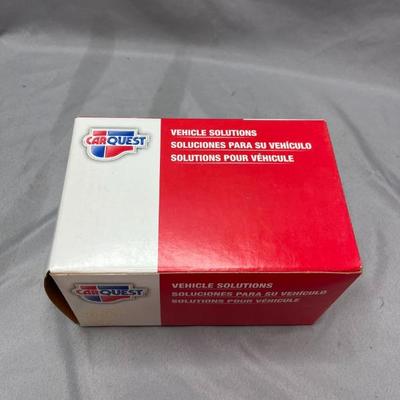 CARQUEST
VEHICLE SOLUTIONS
SOLUCIONES PARA SU VEHÍCULO
SOLUTIONS POUR VÉHICULE
CARQUEST
VEHICLE SOLUTIONS
SOLUCIONES PARA SU VEHÍCULO
SOLUTIONS POUR VÉHICULE